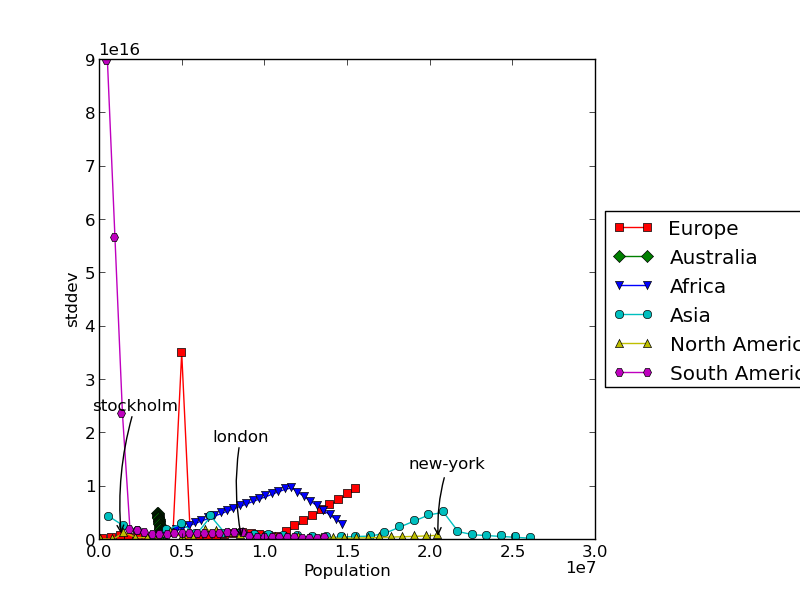 1e16
9
8
7
6
5
4
3
2
1
0
stddev
0.0 0.5 1.0 1.5 2.0 2.5 3.0
1e7
Population
stockholm
london
new-york
Europe
Australia
Africa
Asia
North Americ
South Americ